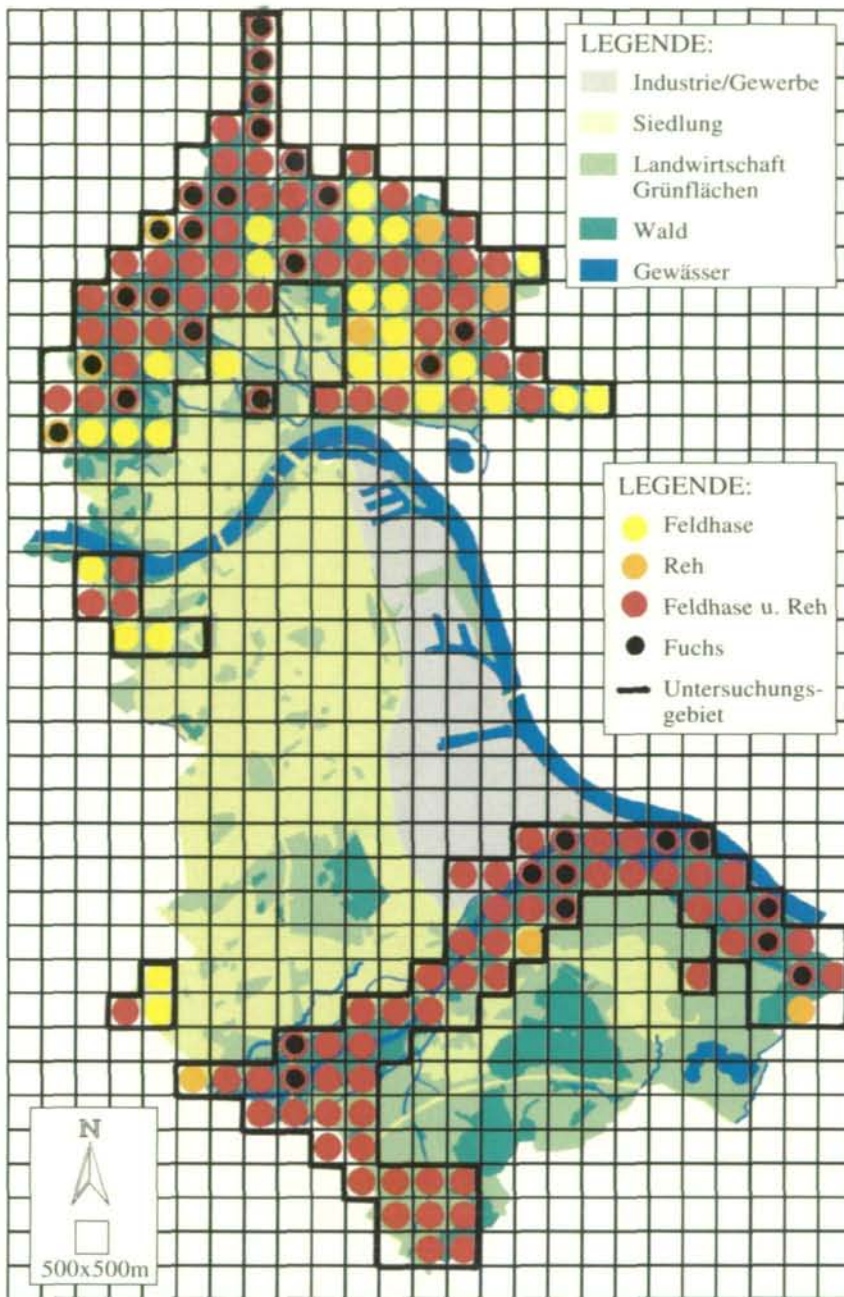 LEGENDE:
Industrie/Gewerbe
Siedlung
Landwirtschaft
Grünflächen
Wald
Gewässer
LEGENDE:
Feldhase
Reh
Feldhase u. Reh
Fuchs
Untersuchungs-
gebiet
N
500x500m